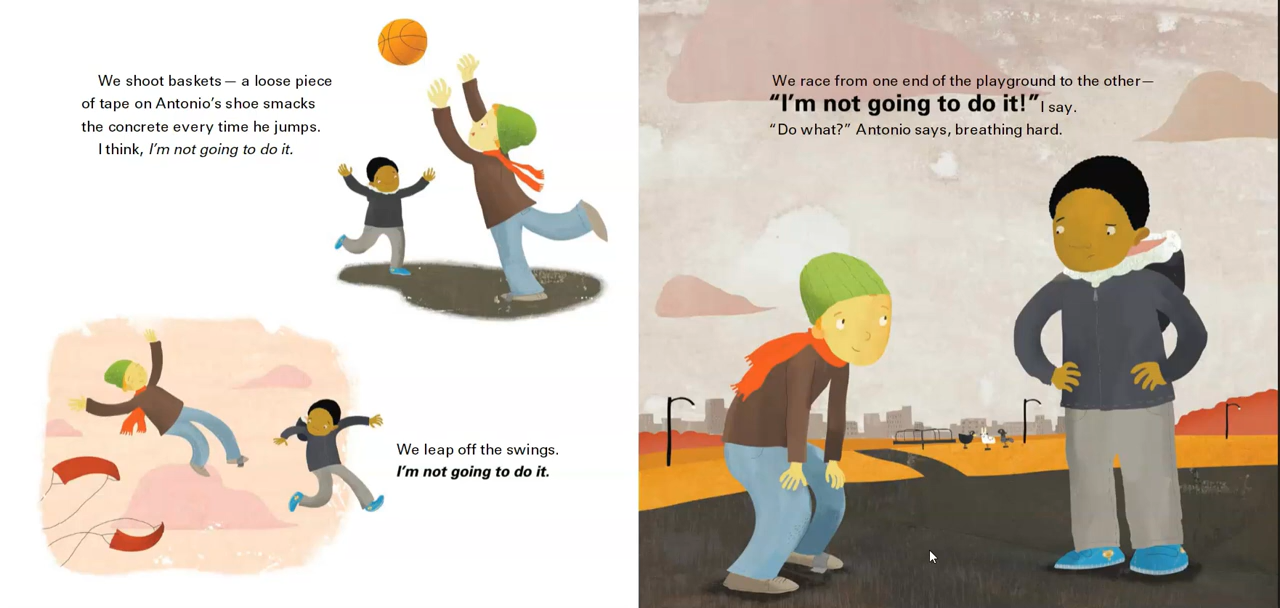 We shoot baskets — a loose piece
of tape on Antonio’s shoe smacks
the concrete every time he jumps.
I think, I’m not going to do it.
We leap off the swings.
I’m not going to do it.
We race from one end of the playground to the other—
“I’m not going to do it!” I say.
“Do what?” Antonio says, breathing hard.